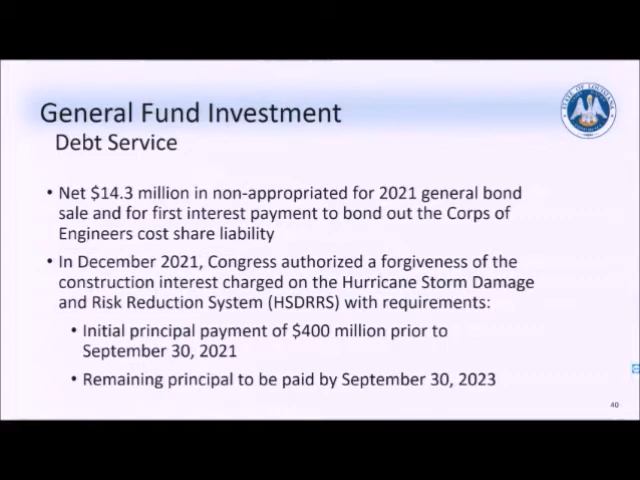 General Fund Investment
Debt Service
• Net $14.3 million in non-appropriated for 2021 general bond
sale and for first interest payment to bond out the Corps of
Engineers cost share liability
• In December 2021, Congress authorized a forgiveness of the
construction interest charged on the Hurricane Storm Damage
and Risk Reduction System (HSDRRS) with requirements:
• Initial principal payment of $400 million prior to
September 30, 2021
• Remaining principal to be paid by September 30, 2023
STATE OF LOUISIANA
40